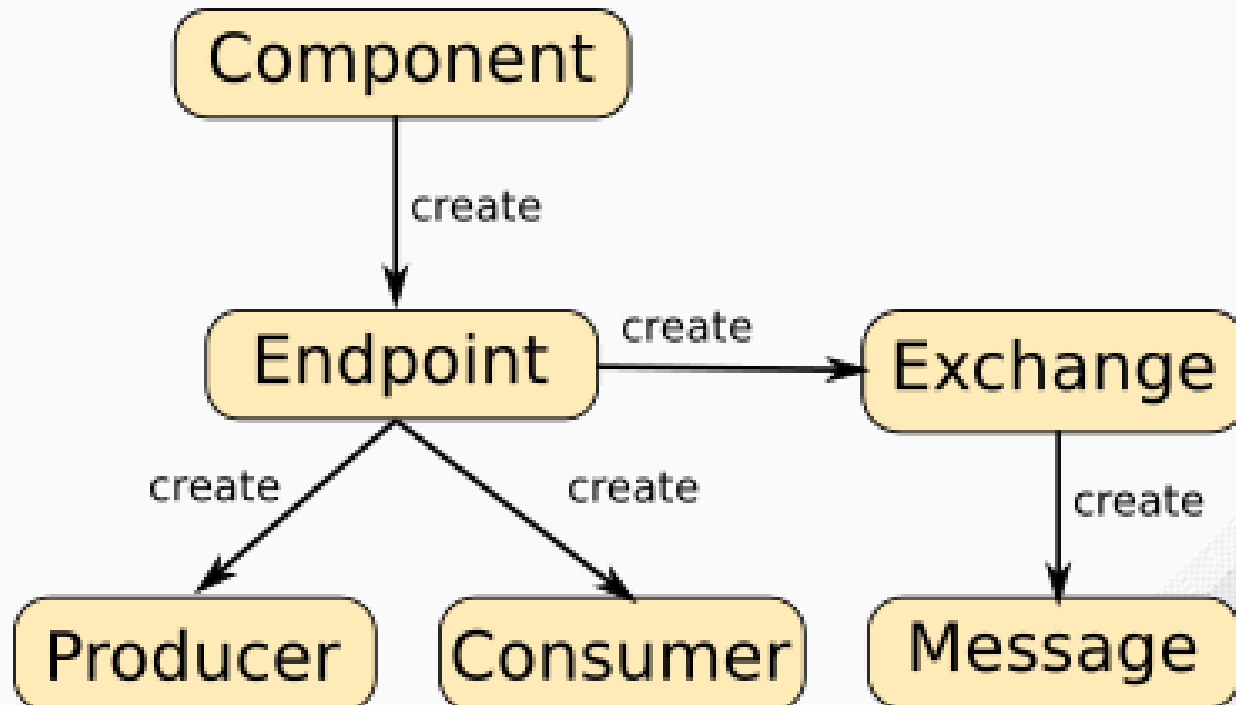 Component
create
Endpoint
create
Exchange
create
create
create
Producer
Consumer
Message